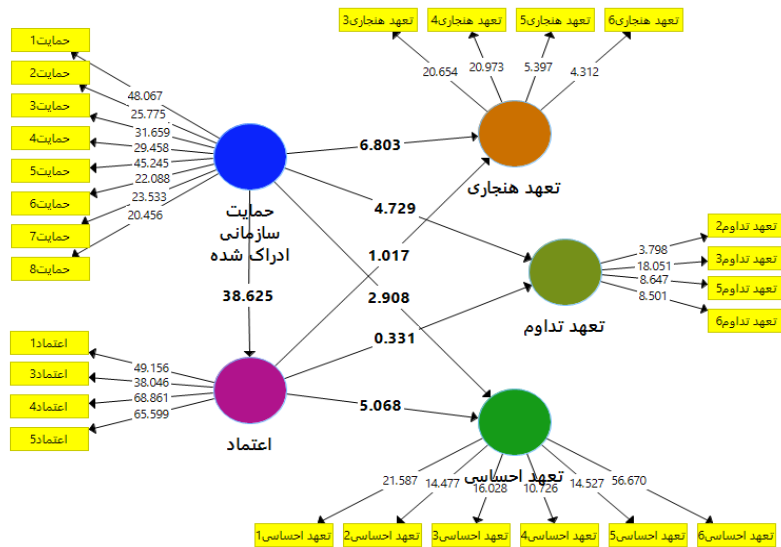 تعهد هنجاری3
تعهد هنجاری4
تعهد هنجاری5
تعهد هنجاری6
20.654
20.973
5.397
4.312
حمایت1
حمایت2
حمایت3
حمایت4
حمایت5
حمایت6
حمایت7
حمایت8
48.067
25.775
31.659
29.458
45.245
22.088
23.533
20.456
حمایت
سازمانی
ادراک شده
6.803
تعهد هنجاری
4.729
1.017
2.908
38.625
0.331
5.068
تعهد تداوم2
تعهد تداوم3
تعهد تداوم5
تعهد تداوم6
3.798
18.051
8.647
8.501
تعهد تداوم
اعتماد1
اعتماد3
اعتماد4
اعتماد5
49.156
38.046
68.861
65.599
اعتماد
تعهد احساسی
21.587
14.477
16.028
10.726
14.527
56.670
تعهد احساسی1
تعهد احساسی2
تعهد احساسی3
تعهد احساسی4
تعهد احساسی5
تعهد احساسی6